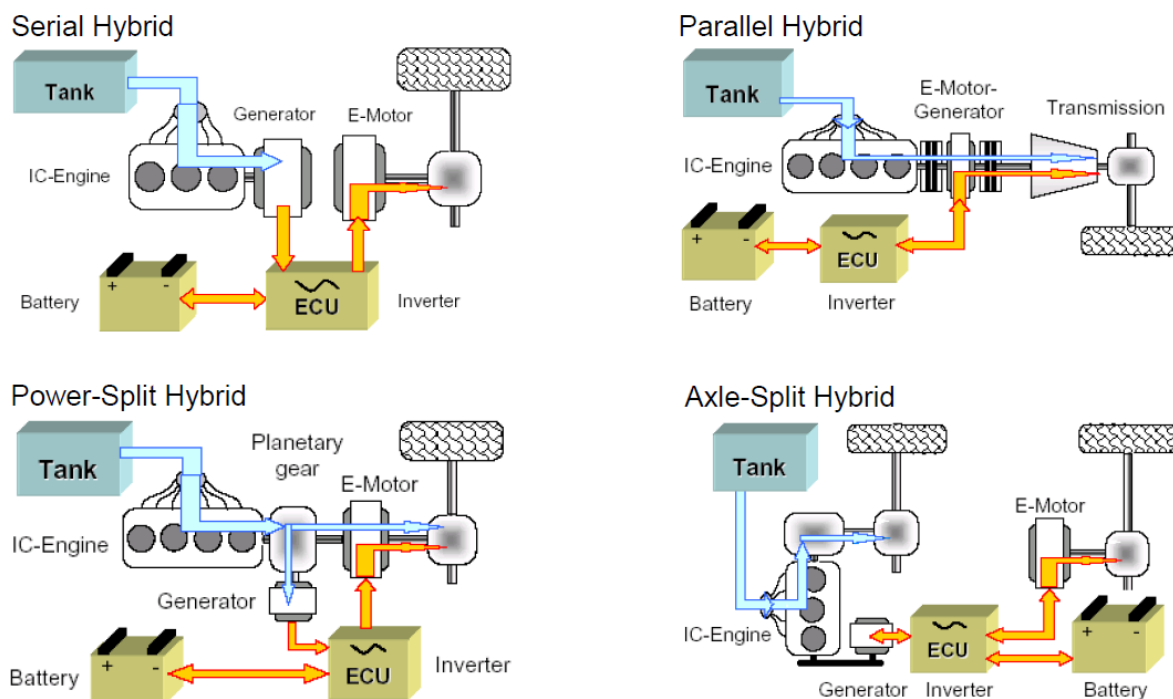 Serial Hybrid
Tank
Generator
E-Motor
IC-Engine
Battery
+ -
ECU
Inverter
Parallel Hybrid
Tank
E-Motor-
Generator
Transmission
IC-Engine
+ -
ECU
Battery
Inverter
Power-Split Hybrid
Tank
Planetary
gear
E-Motor
IC-Engine
Generator
Battery
+ -
ECU
Inverter
Axle-Split Hybrid
Tank
E-Motor
IC-Engine
ECU
+ -
Generator
Inverter
Battery